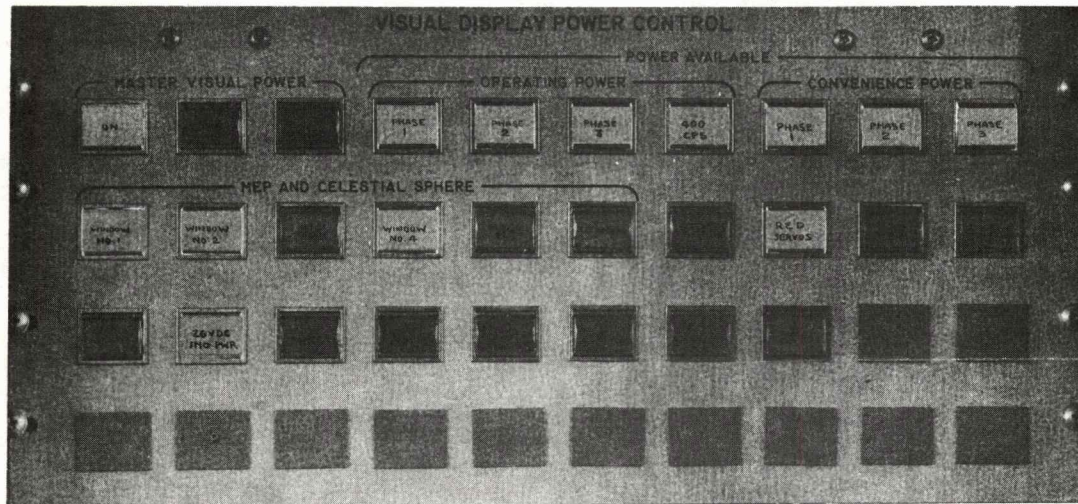 VISUAL DISPLAY POWER CONTROL
POWER AVAILABLE
MASTER VISUAL POWER
OPERATING POWER
CONVENIENCE POWER
ON
PHASE
1
PHASE
2
PHASE
3
400
CPS
PHASE
1
PHASE
2
PHASE
3
MEP AND CELESTIAL SPHERE
WINDOW
NO. 1
WINDOW
NO. 2
WINDOW
NO. 4
R.E.D
SERVOS
28VDC
PWR